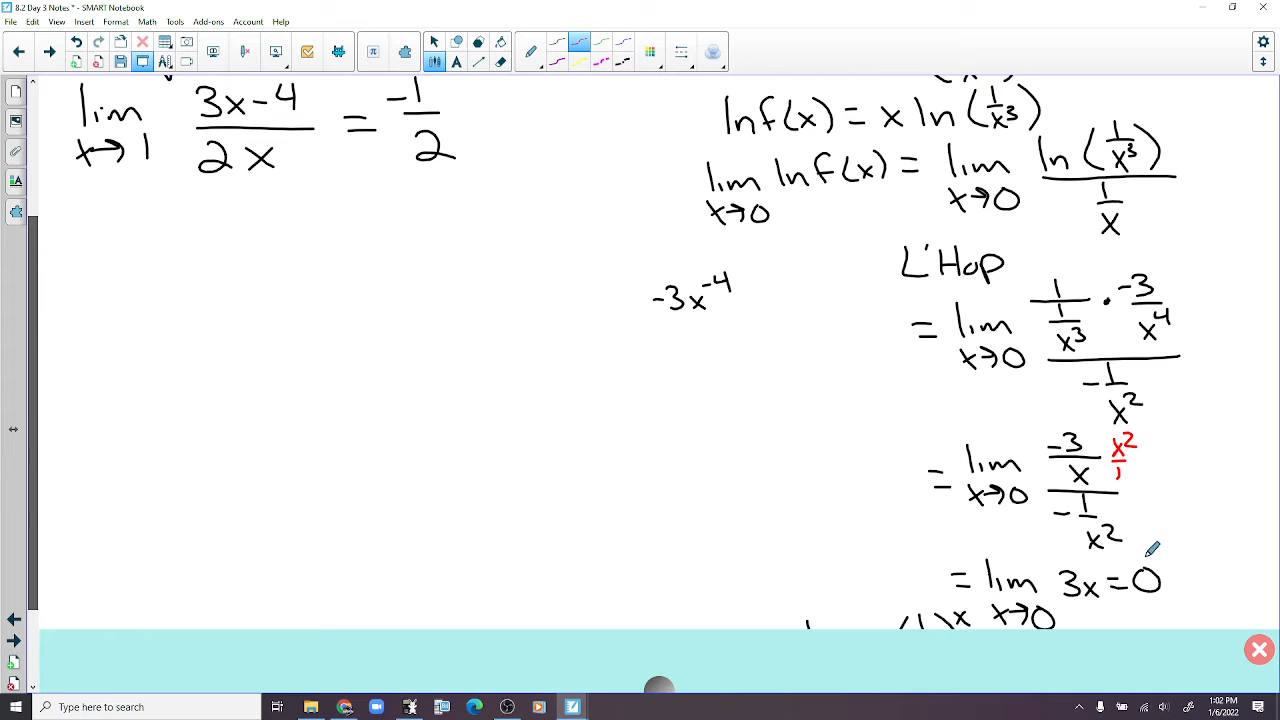 8.2 Day 3 Notes * - SMART Notebook
File Edit View Insert Format Math Tools Add-ons Account Help
lim x→1 (3x-4)/(2x) = -1/2
ln f(x) = x ln (1/x³)
lim x→0 ln f(x) = lim x→0 ln (1/x³) / (1/x)
L'Hop
-3x⁻⁴
= lim x→0 (1/(1/x³) · -3/x⁴) / (-1/x²)
= lim x→0 (-3/x) / (-1/x²) x²/1
= lim x→0 3x = 0
Type here to search
1:02 PM
1/6/2022